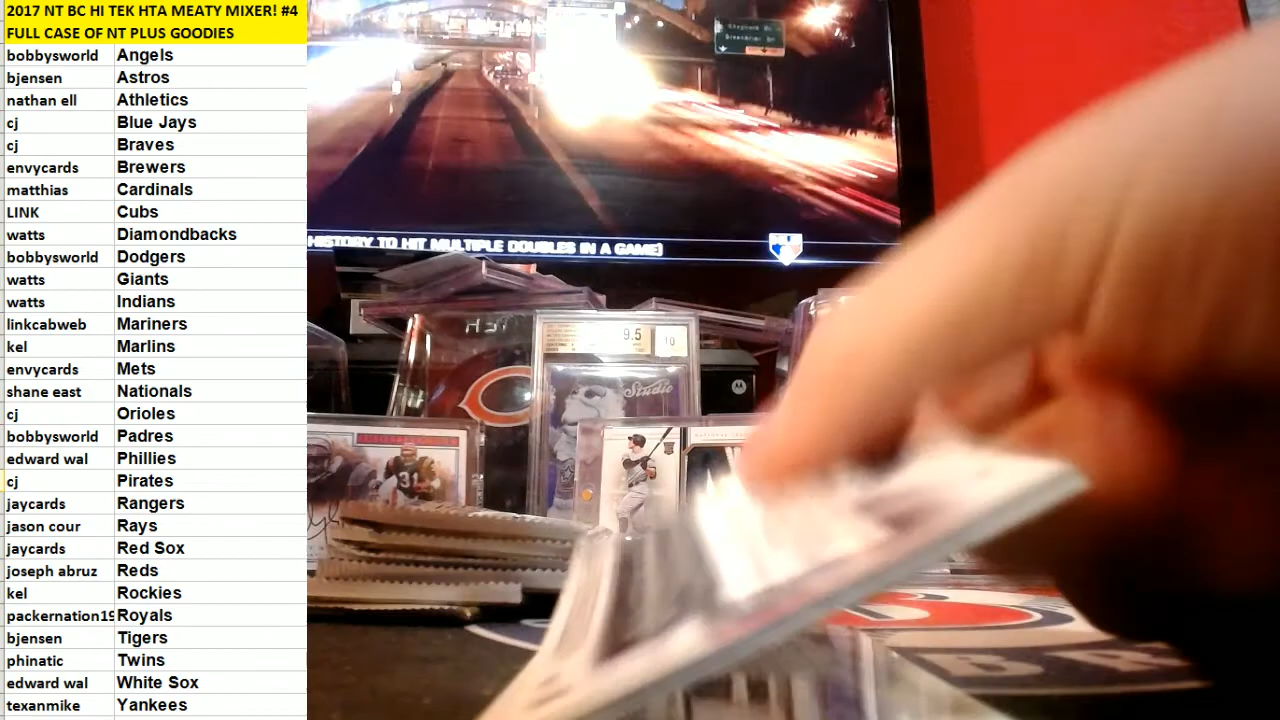 2017 NT BC HI TEK HTA MEATY MIXER! #4
FULL CASE OF NT PLUS GOODIES
bobbysworld Angels
bjensen Astros
nathan ell Athletics
cj Blue Jays
cj Braves
envycards Brewers
matthias Cardinals
LINK Cubs
watts Diamondbacks
bobbysworld Dodgers
watts Giants
watts Indians
linkcabweb Mariners
kel Marlins
envycards Mets
shane east Nationals
cj Orioles
bobbysworld Padres
edward wal Phillies
cj Pirates
jaycards Rangers
jason cour Rays
jaycards Red Sox
joseph abruz Reds
kel Rockies
packernation19 Royals
bjensen Tigers
phinatic Twins
edward wal White Sox
texanmike Yankees
HISTORY TO HIT MULTIPLE DOUBLES IN A GAME]
9.5
10
Studio
31
RC